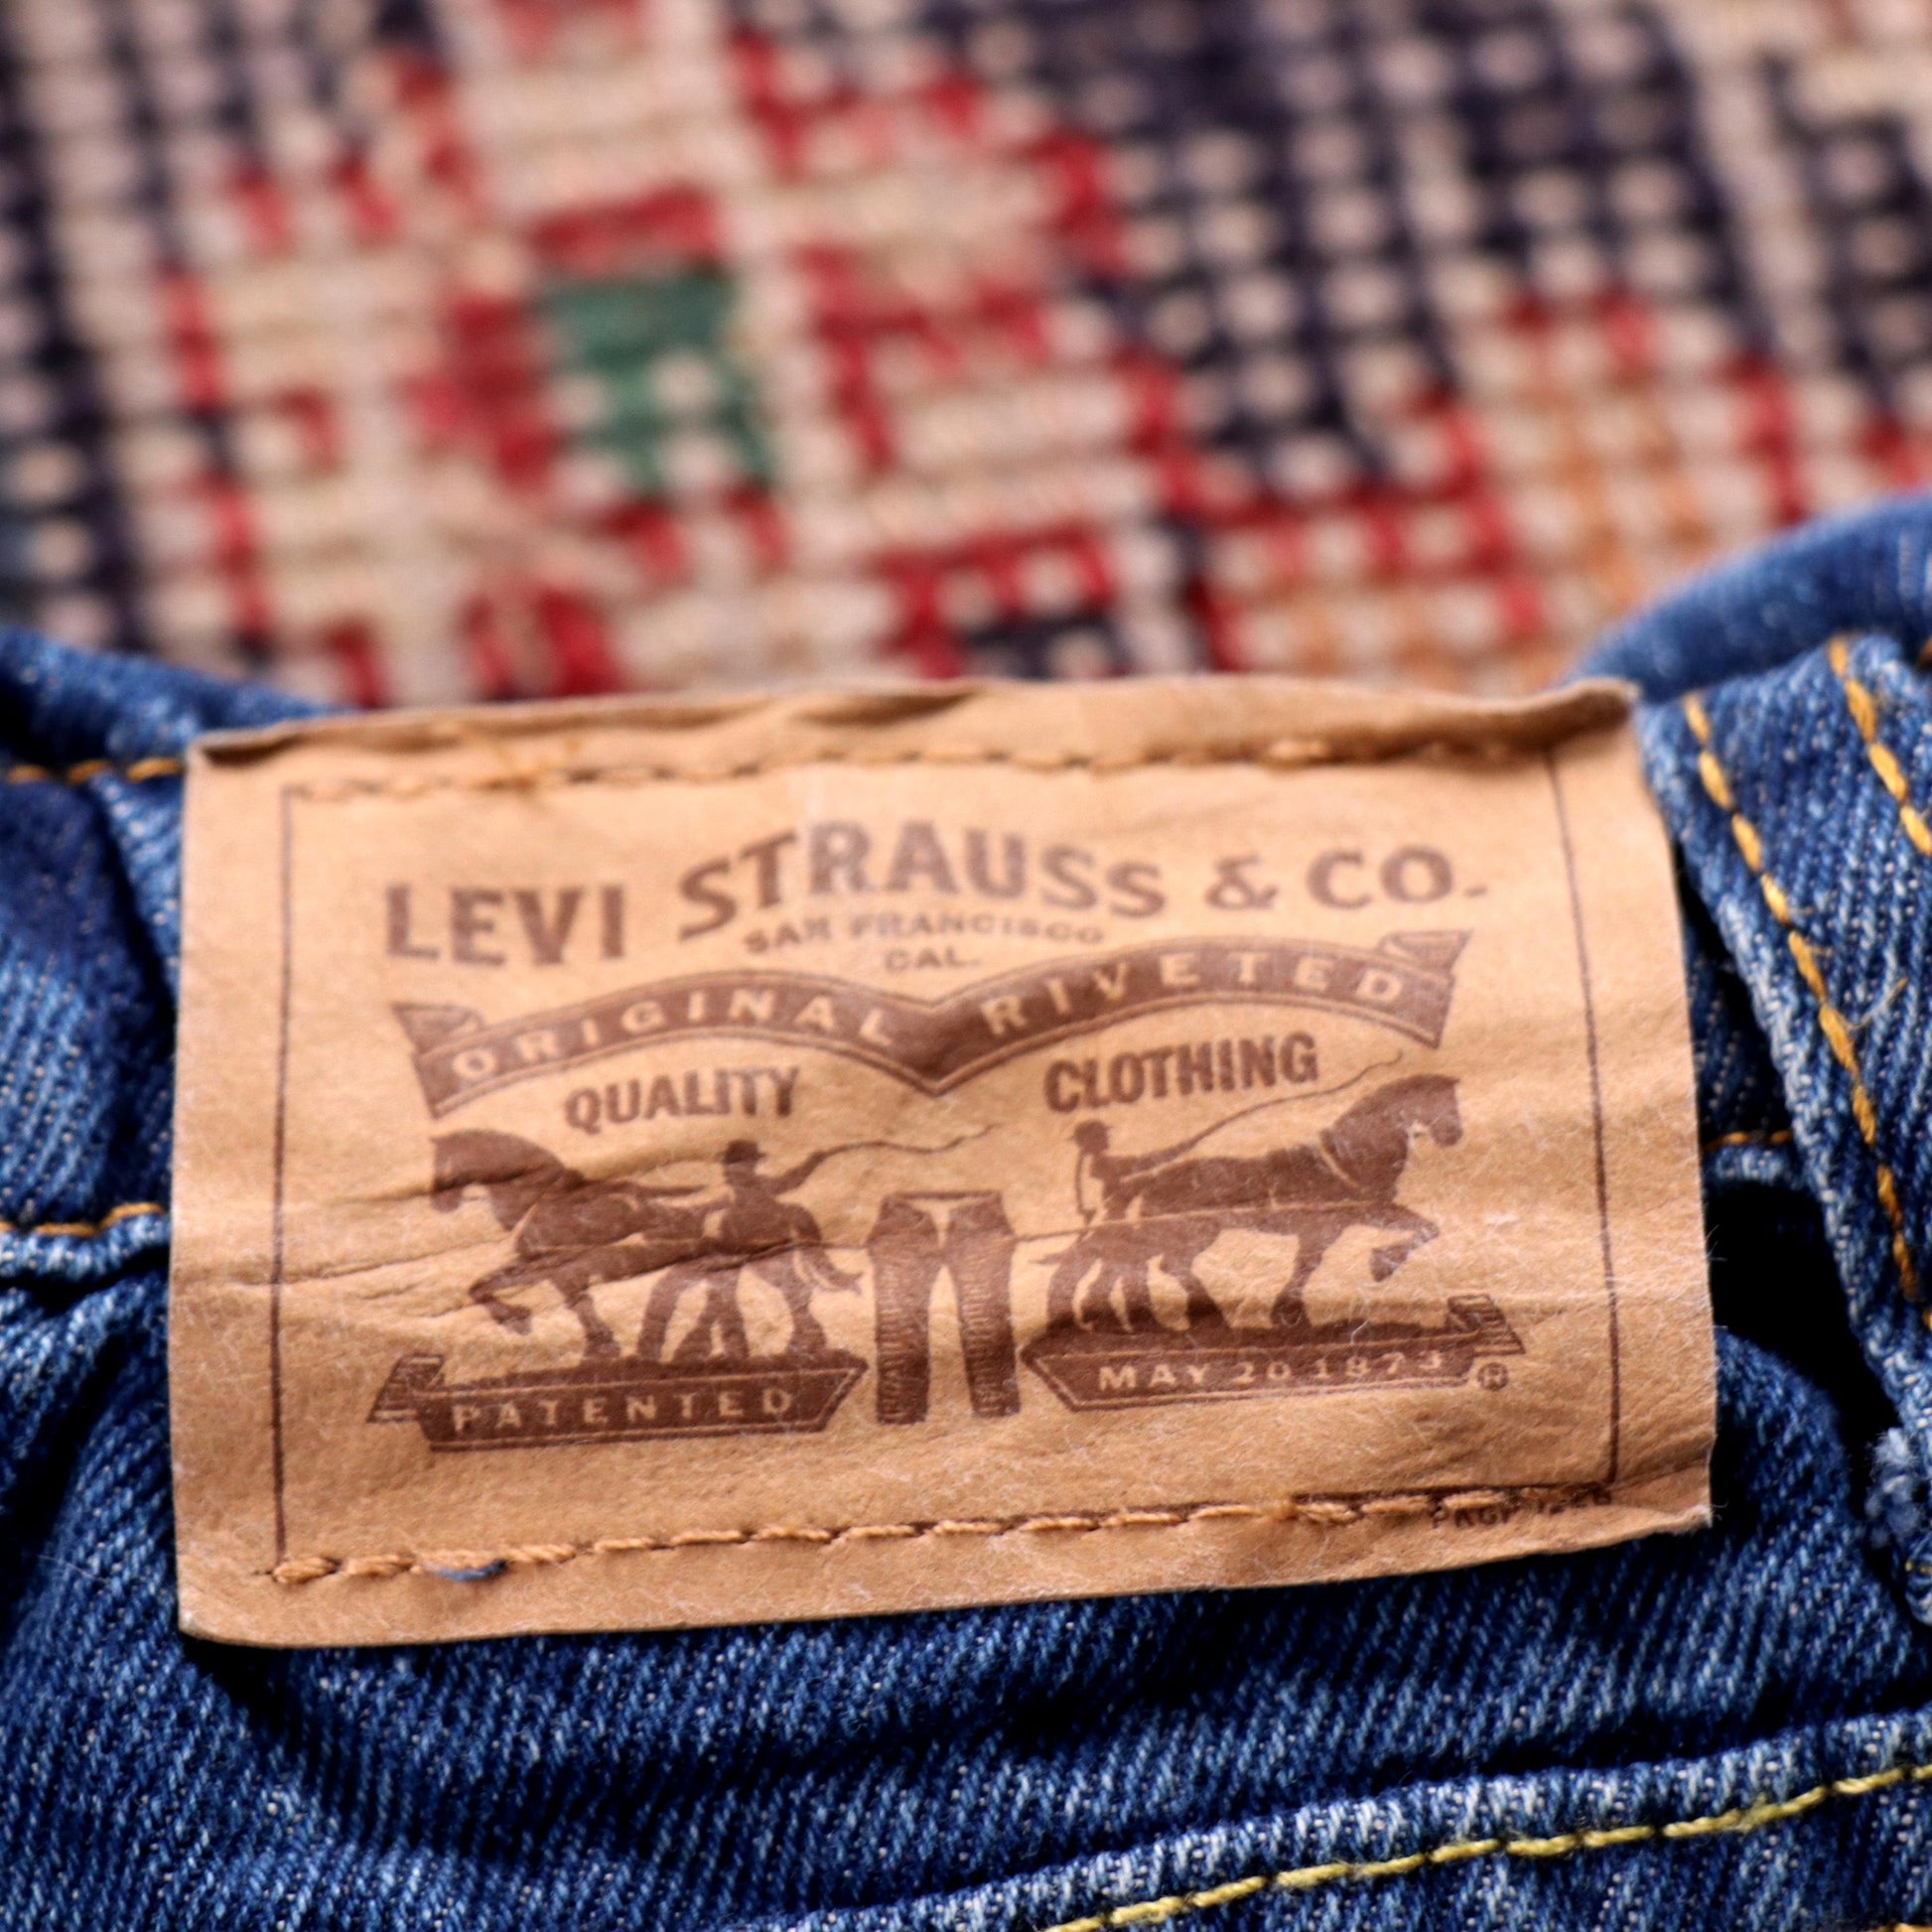 LEVI STRAUSS & CO.
SAN FRANCISCO
CAL.
ORIGINAL RIVETED
QUALITY CLOTHING
PATENTED
MAY 20 1873
®